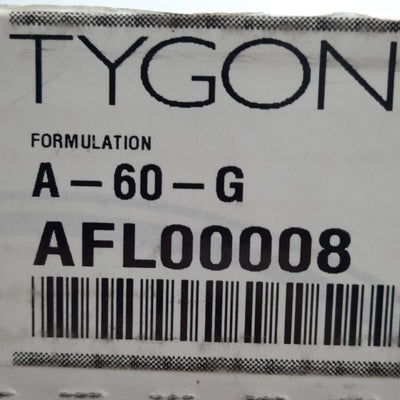 TYGON
FORMULATION
A-60-G
AFL00008